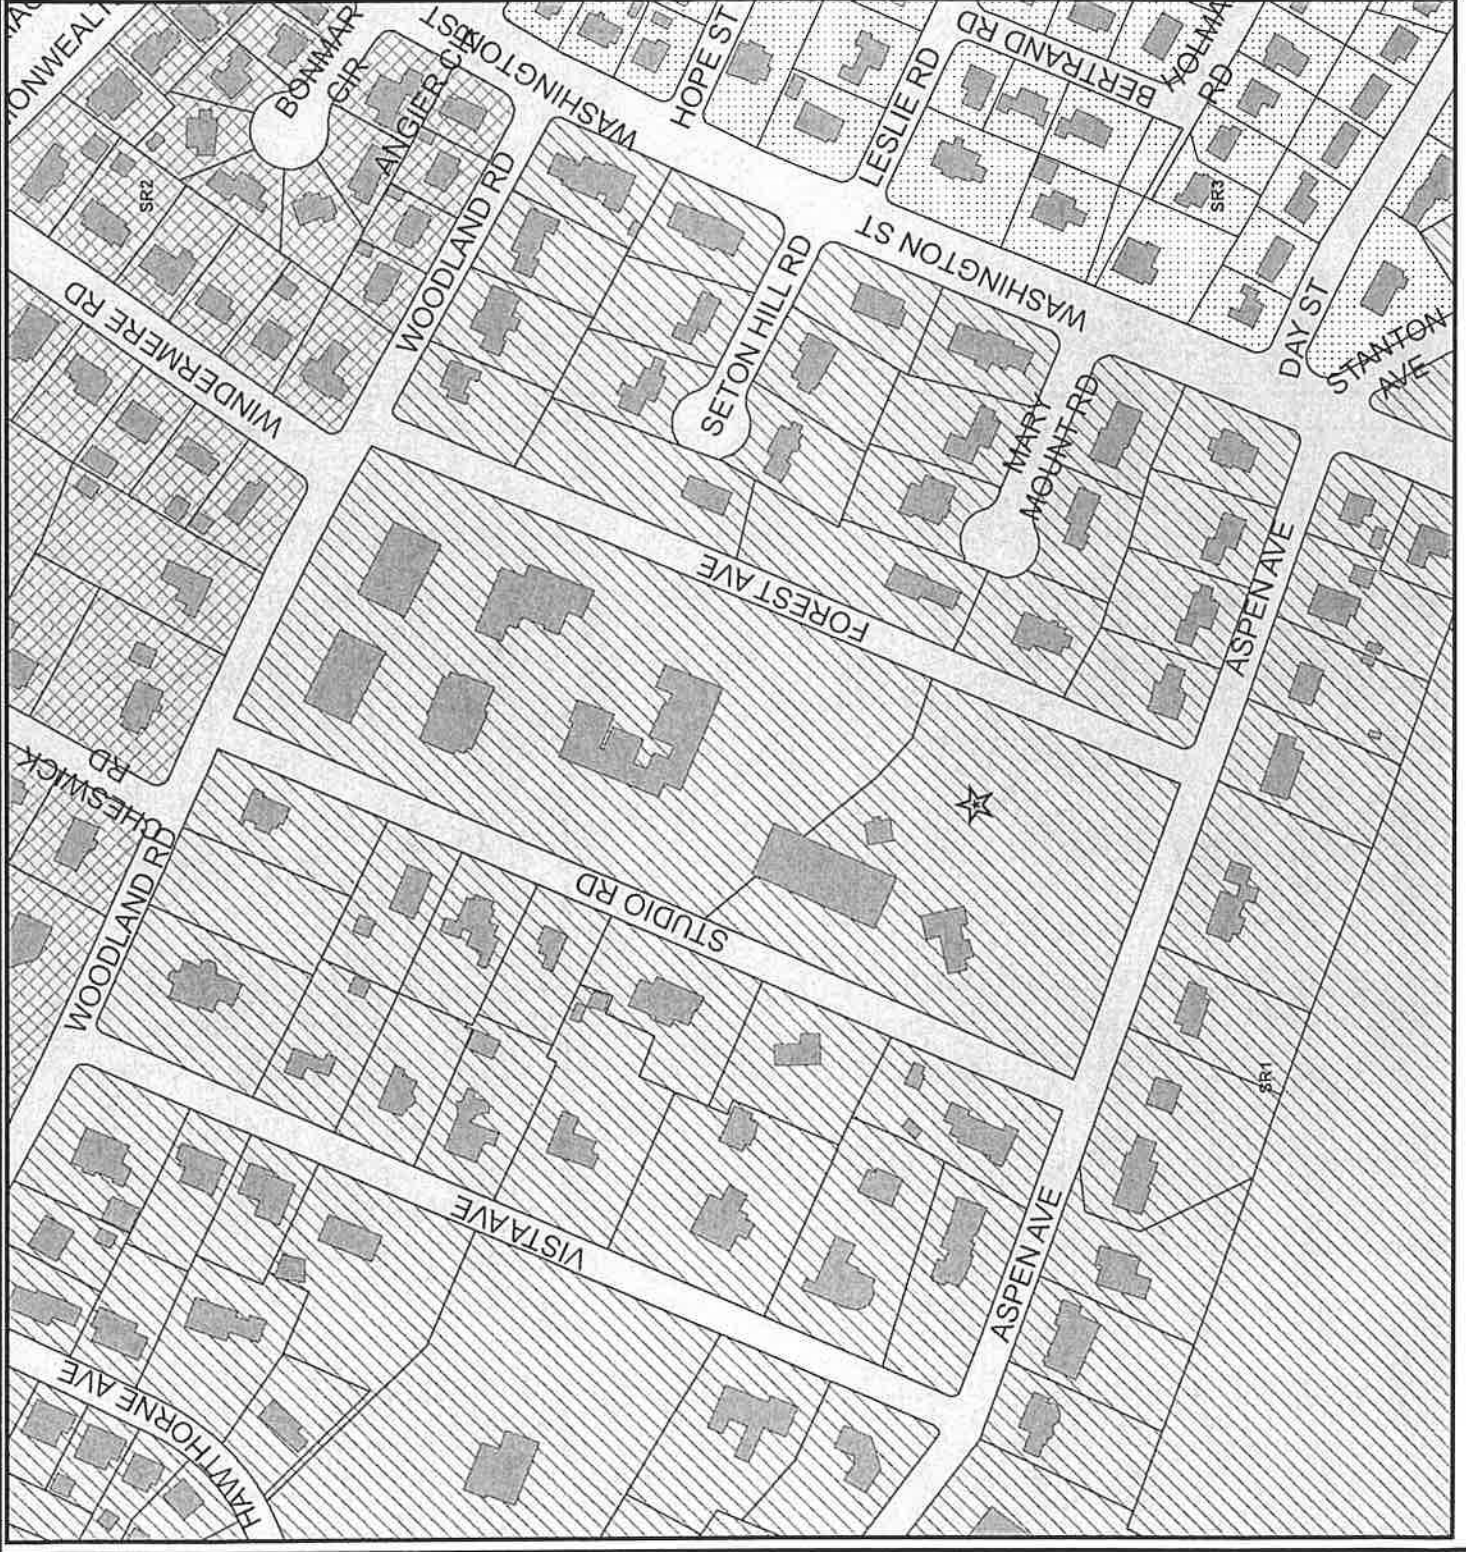 BONMAR
CIR
ANGIER CIR
WASHINGTON ST
HOPE ST
LESLIE RD
BERTRAND RD
RD
SR2
WOODLAND RD
WASHINGTON ST
SR3
WINDERMERE RD
SETON HILL RD
DAY ST
STANTON
AVE
MARY
MOUNT RD
FOREST AVE
ASPEN AVE
CHESWICK
RD
WOODLAND RD
STUDIO RD
SR1
VISTA AVE
ASPEN AVE
HAWTHORNE AVE